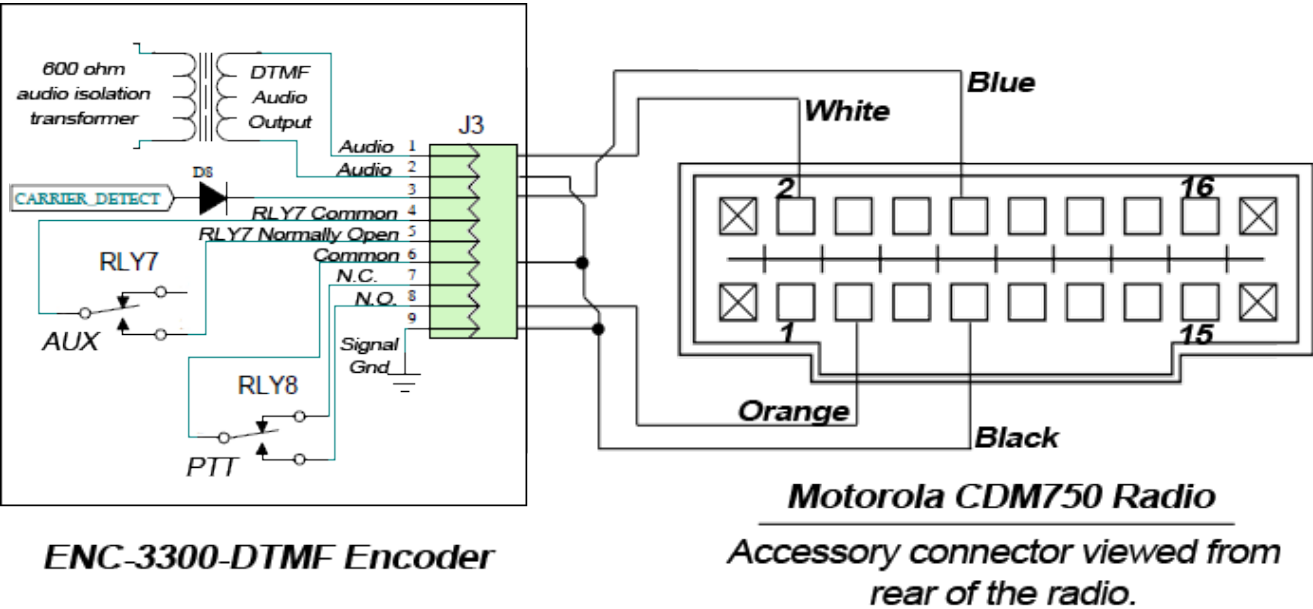 600 ohm
audio isolation
transformer
DTMF
Audio
Output
J3
Audio 1
Audio 2
D8
CARRIER_DETECT
3
RLY7 Common 4
RLY7 Normally Open 5
Common 6
N.C. 7
N.O. 8
9
Signal
Gnd
RLY7
AUX
RLY8
PTT
ENC-3300-DTMF Encoder
Blue
White
2
16
1
15
Orange
Black
Motorola CDM750 Radio
Accessory connector viewed from
rear of the radio.